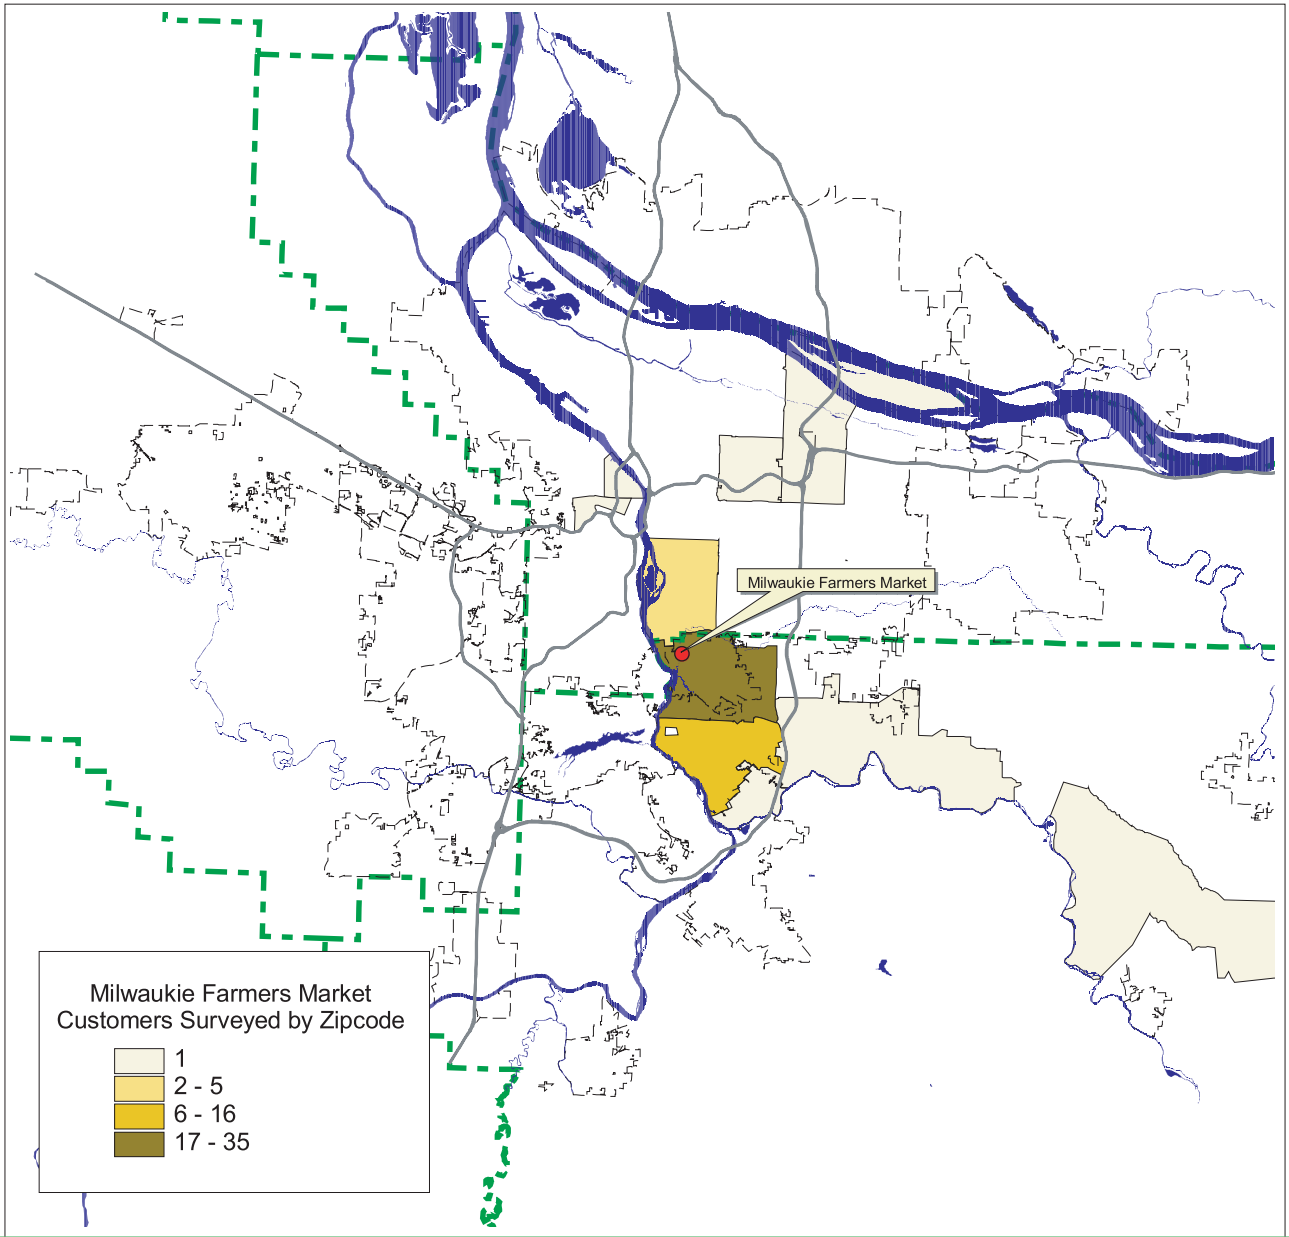 Milwaukie Farmers Market
Milwaukie Farmers Market
Customers Surveyed by Zipcode
1
2 - 5
6 - 16
17 - 35